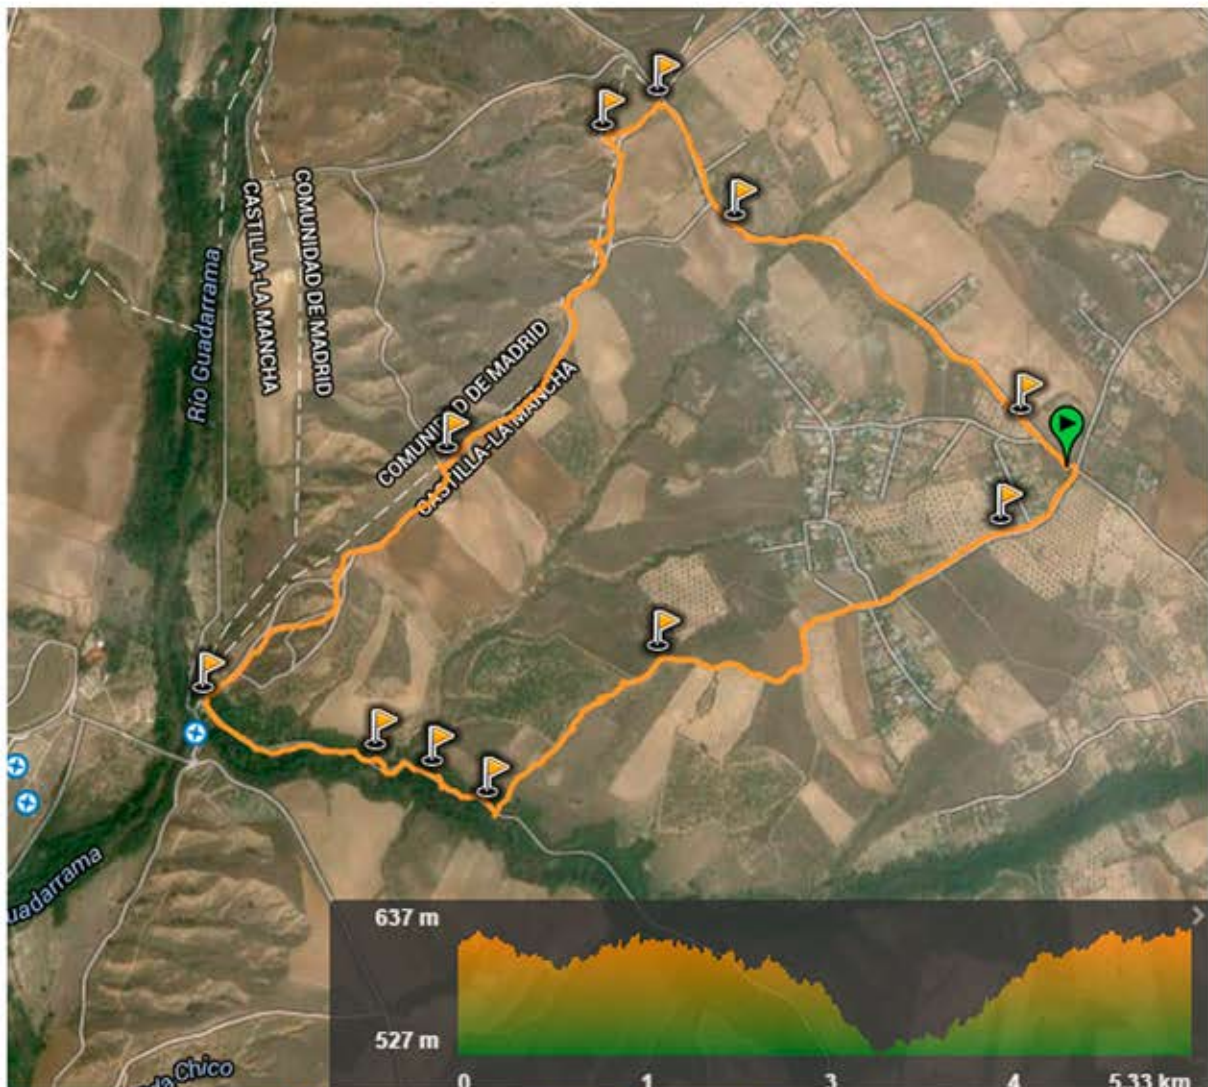 COMUNIDAD DE MADRID
CASTILLA-LA MANCHA
Río Guadarrama
COMUNIDAD DE MADRID
CASTILLA-LA MANCHA
uadarrama
Chico
637 m
527 m
0 1 3 4 5.33 km